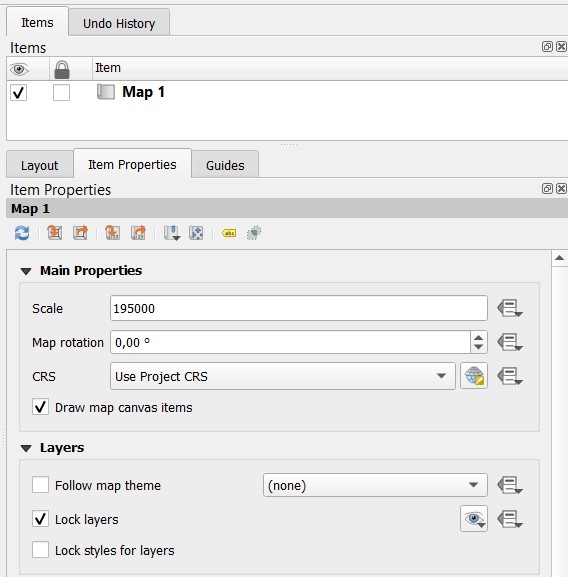 Items
Undo History
Items
Item
Map 1
Layout
Item Properties
Guides
Item Properties
Map 1
abc
Main Properties
Scale
195000
Map rotation
0,00 °
CRS
Use Project CRS
Draw map canvas items
Layers
Follow map theme
(none)
Lock layers
Lock styles for layers